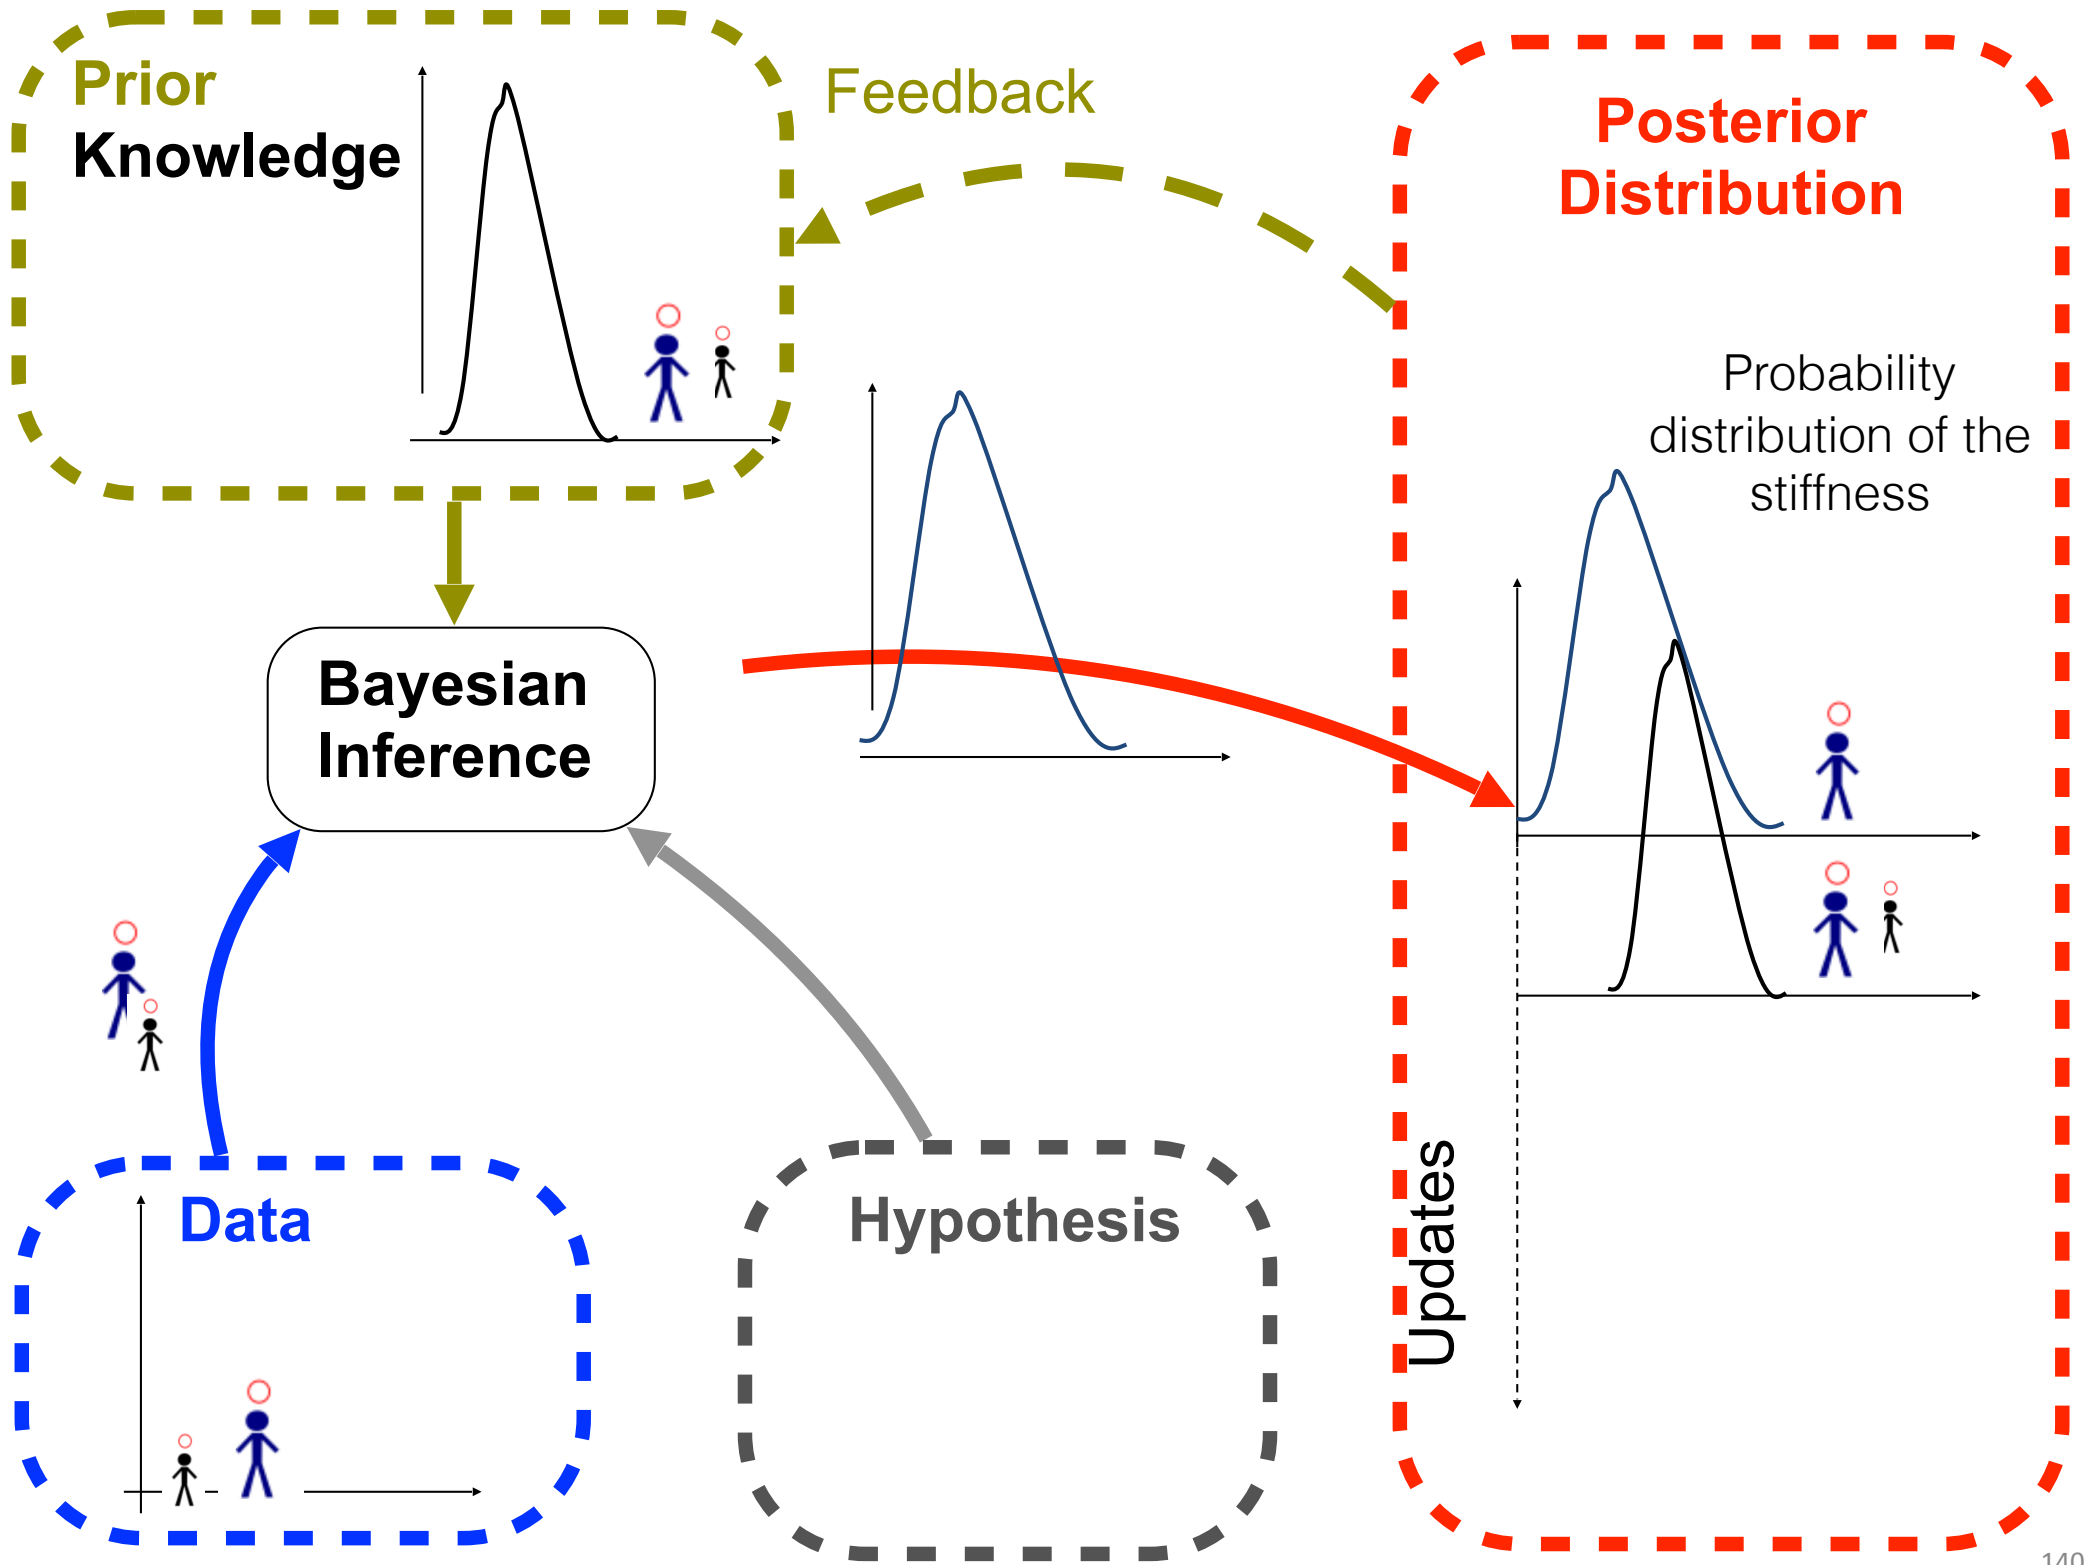 Prior
Knowledge
Feedback
Posterior
Distribution
Probability
distribution of the
stiffness
Bayesian
Inference
Data
Hypothesis
Updates